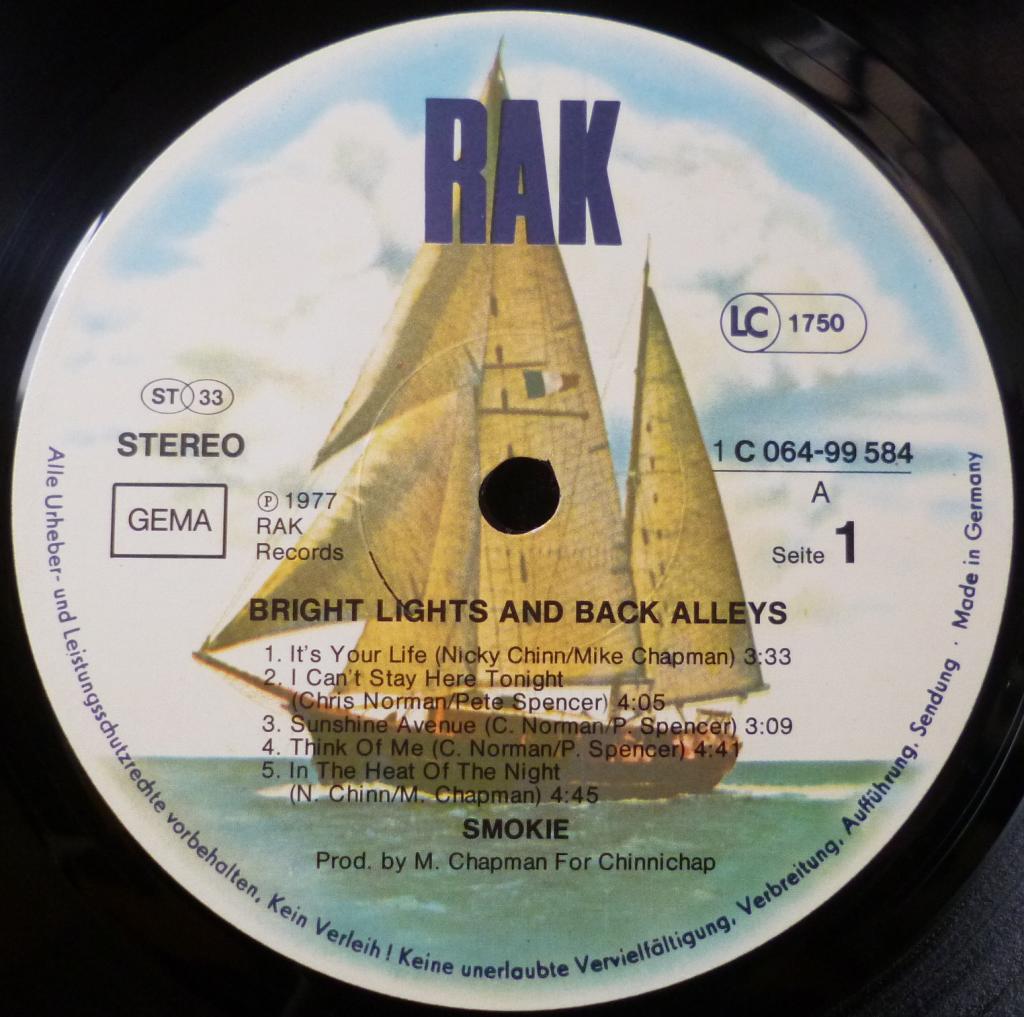 RAK
LC 1750
ST 33
STEREO
1 C 064-99 584
GEMA
℗ 1977
RAK
Records
A
Seite 1
BRIGHT LIGHTS AND BACK ALLEYS
1. It's Your Life (Nicky Chinn/Mike Chapman) 3:33
2. I Can't Stay Here Tonight
(Chris Norman/Pete Spencer) 4:05
3. Sunshine Avenue (C. Norman/P. Spencer) 3:09
4. Think Of Me (C. Norman/P. Spencer) 4:41
5. In The Heat Of The Night
(N. Chinn/M. Chapman) 4:45
SMOKIE
Prod. by M. Chapman For Chinnichap
Alle Urheber- und Leistungsschutzrechte vorbehalten. Kein Verleih! Keine unerlaubte Vervielfältigung, Verbreitung, Aufführung, Sendung · Made in Germany